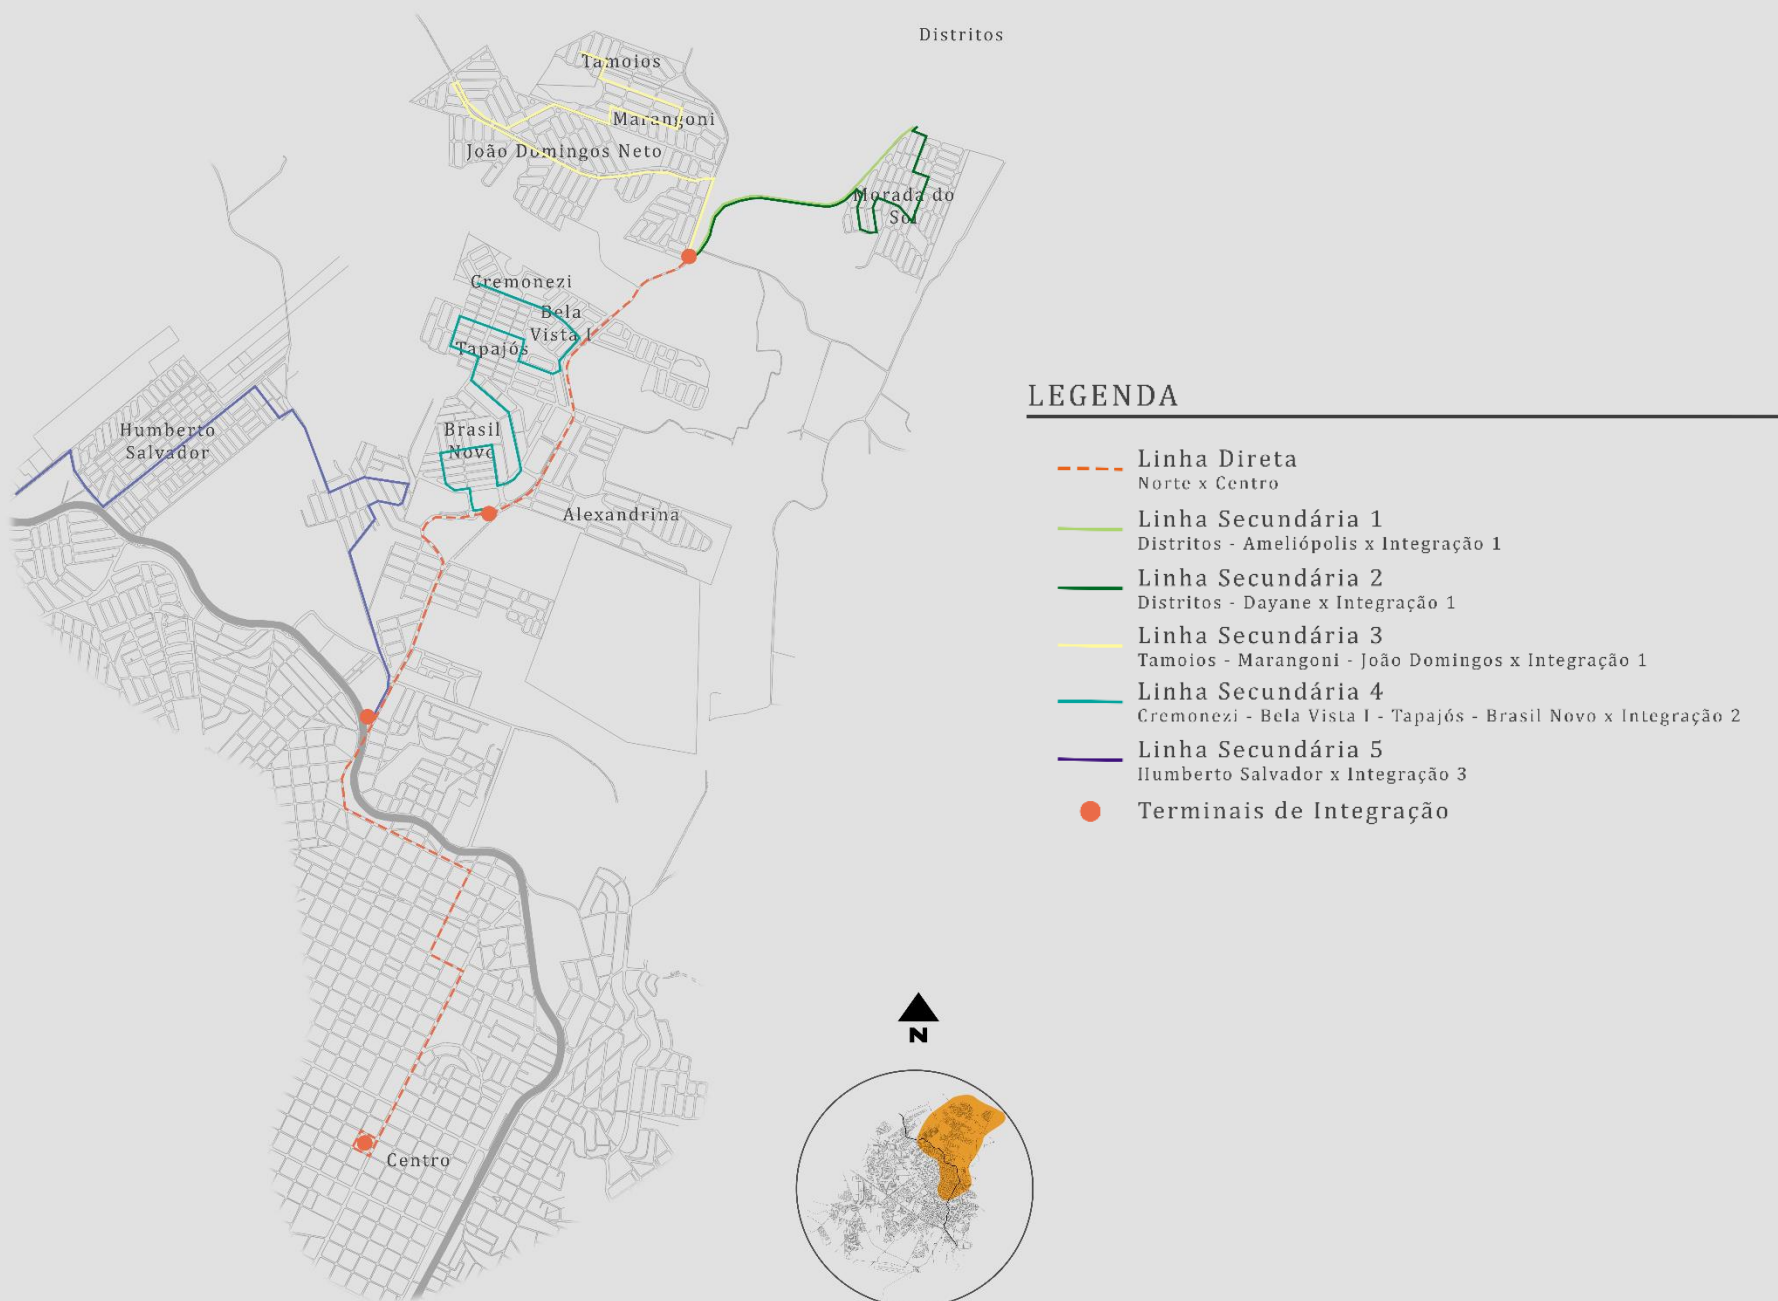 Distritos
Tamoios
Marangoni
João Domingos Neto
Morada do
Sol
Cremonezi
Bela
Vista I
Tapajós
Humberto
Salvador
Brasil
Novo
Alexandrina
Centro
LEGENDA
Linha Direta
Norte x Centro
Linha Secundária 1
Distritos - Ameliópolis x Integração 1
Linha Secundária 2
Distritos - Dayane x Integração 1
Linha Secundária 3
Tamoios - Marangoni - João Domingos x Integração 1
Linha Secundária 4
Cremonezi - Bela Vista I - Tapajós - Brasil Novo x Integração 2
Linha Secundária 5
Humberto Salvador x Integração 3
Terminais de Integração
N